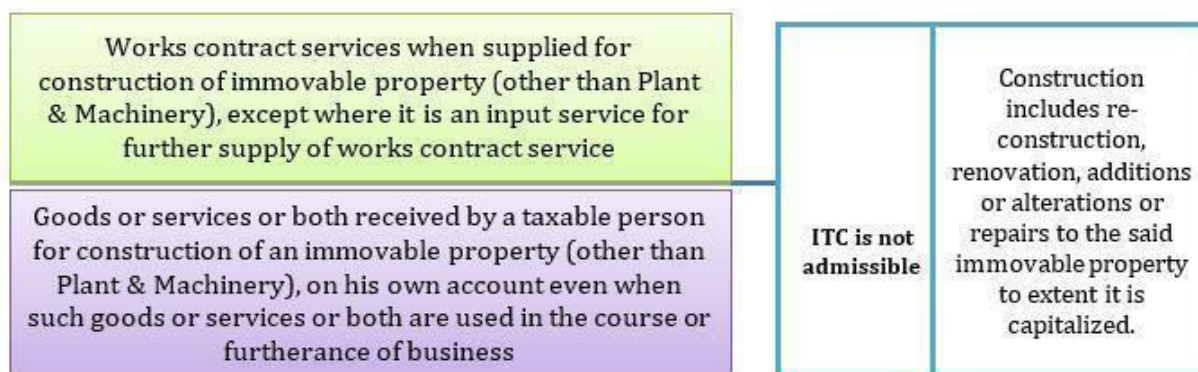 Works contract services when supplied for
construction of immovable property (other than Plant
& Machinery), except where it is an input service for
further supply of works contract service
Goods or services or both received by a taxable person
for construction of an immovable property (other than
Plant & Machinery), on his own account even when
such goods or services or both are used in the course or
furtherance of business
ITC is not
admissible
Construction
includes re-
construction,
renovation, additions
or alterations or
repairs to the said
immovable property
to extent it is
capitalized.